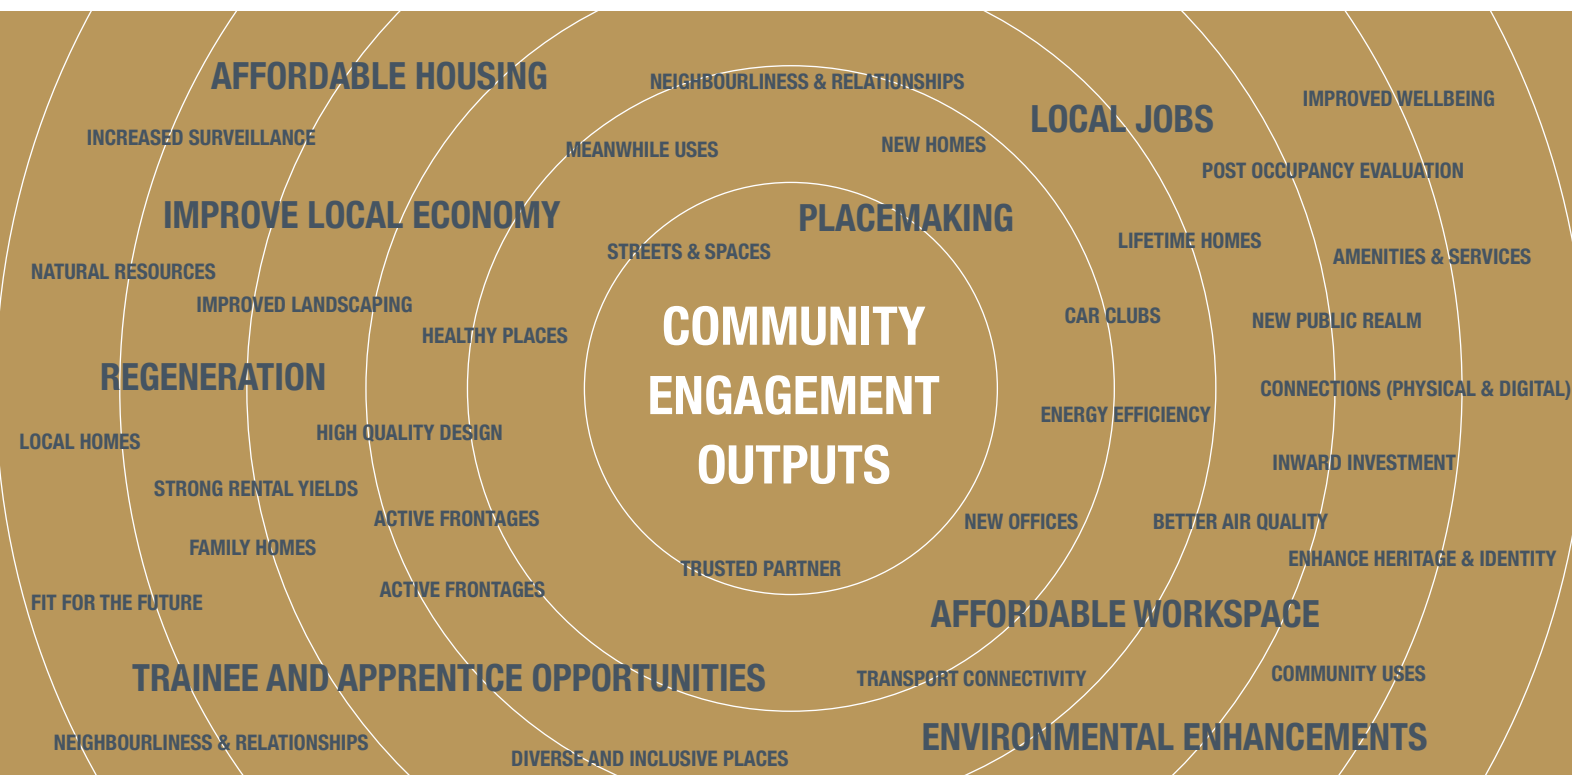 AFFORDABLE HOUSING
NEIGHBOURLINESS & RELATIONSHIPS
IMPROVED WELLBEING
LOCAL JOBS
INCREASED SURVEILLANCE
MEANWHILE USES
NEW HOMES
POST OCCUPANCY EVALUATION
IMPROVE LOCAL ECONOMY
PLACEMAKING
STREETS & SPACES
LIFETIME HOMES
AMENITIES & SERVICES
NATURAL RESOURCES
IMPROVED LANDSCAPING
HEALTHY PLACES
CAR CLUBS
NEW PUBLIC REALM
COMMUNITY
ENGAGEMENT
OUTPUTS
REGENERATION
CONNECTIONS (PHYSICAL & DIGITAL)
ENERGY EFFICIENCY
LOCAL HOMES
HIGH QUALITY DESIGN
INWARD INVESTMENT
STRONG RENTAL YIELDS
ACTIVE FRONTAGES
NEW OFFICES
BETTER AIR QUALITY
FAMILY HOMES
ENHANCE HERITAGE & IDENTITY
TRUSTED PARTNER
ACTIVE FRONTAGES
FIT FOR THE FUTURE
AFFORDABLE WORKSPACE
TRAINEE AND APPRENTICE OPPORTUNITIES
TRANSPORT CONNECTIVITY
COMMUNITY USES
NEIGHBOURLINESS & RELATIONSHIPS
DIVERSE AND INCLUSIVE PLACES
ENVIRONMENTAL ENHANCEMENTS